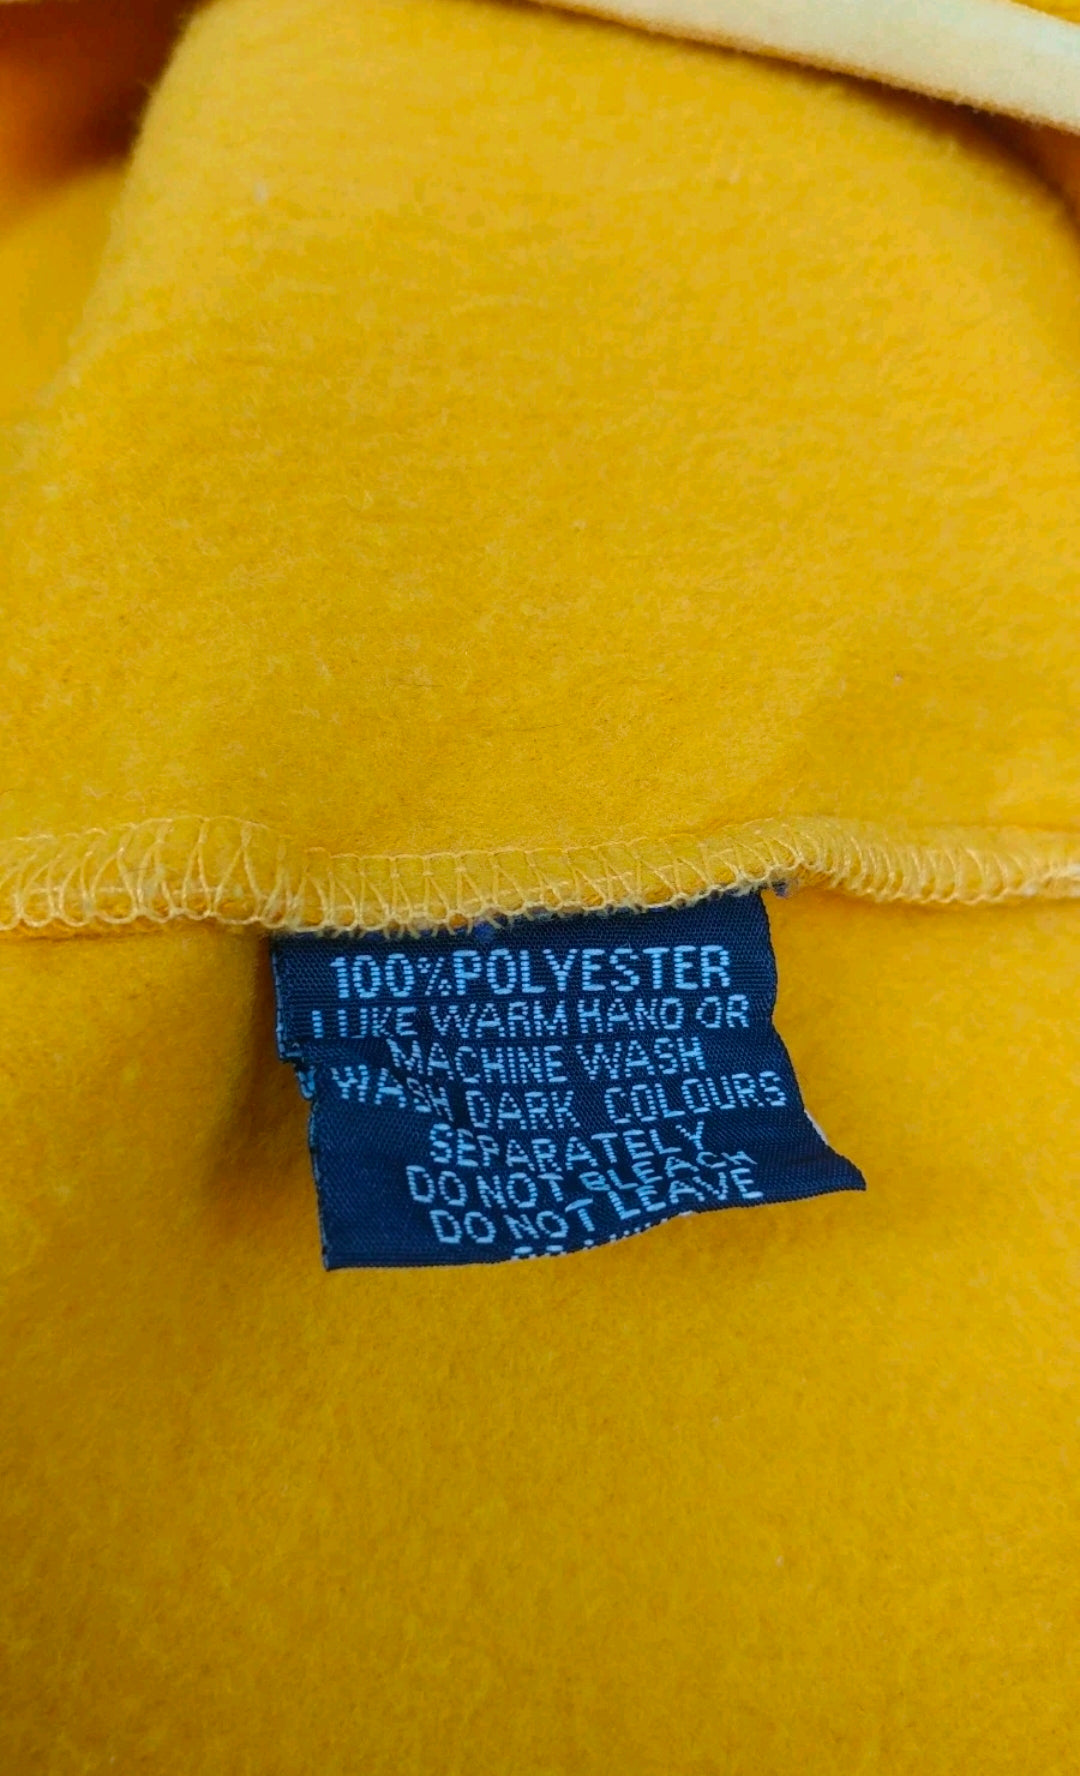 100% POLYESTER
LUKE WARM HAND OR
MACHINE WASH
WASH DARK COLOURS
SEPARATELY
DO NOT BLEACH
DO NOT LEAVE